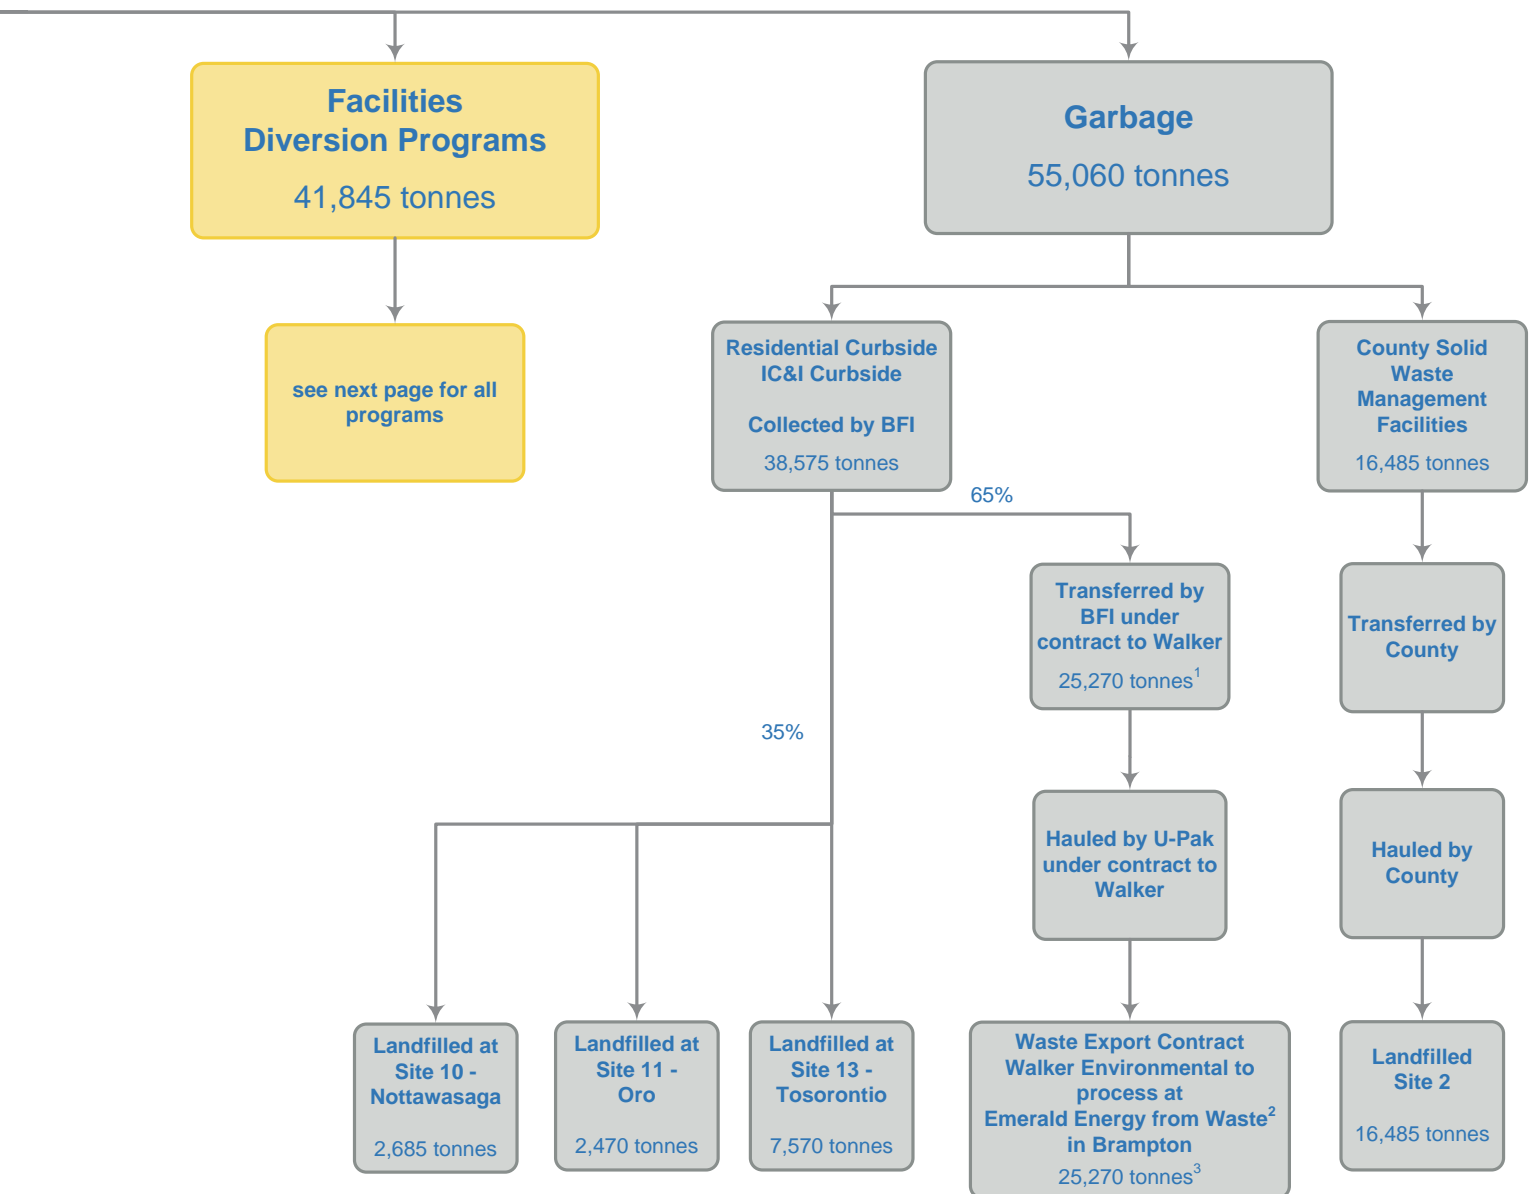 Facilities
Diversion Programs
41,845 tonnes
Garbage
55,060 tonnes
see next page for all
programs
Residential Curbside
IC&I Curbside
Collected by BFI
38,575 tonnes
County Solid
Waste
Management
Facilities
16,485 tonnes
65%
35%
Transferred by
BFI under
contract to Walker
25,270 tonnes¹
Transferred by
County
Hauled by U-Pak
under contract to
Walker
Hauled by
County
Landfilled at
Site 10 -
Nottawasaga
2,685 tonnes
Landfilled at
Site 11 -
Oro
2,470 tonnes
Landfilled at
Site 13 -
Tosorontio
7,570 tonnes
Waste Export Contract
Walker Environmental to
process at
Emerald Energy from Waste²
in Brampton
25,270 tonnes³
Landfilled
Site 2
16,485 tonnes